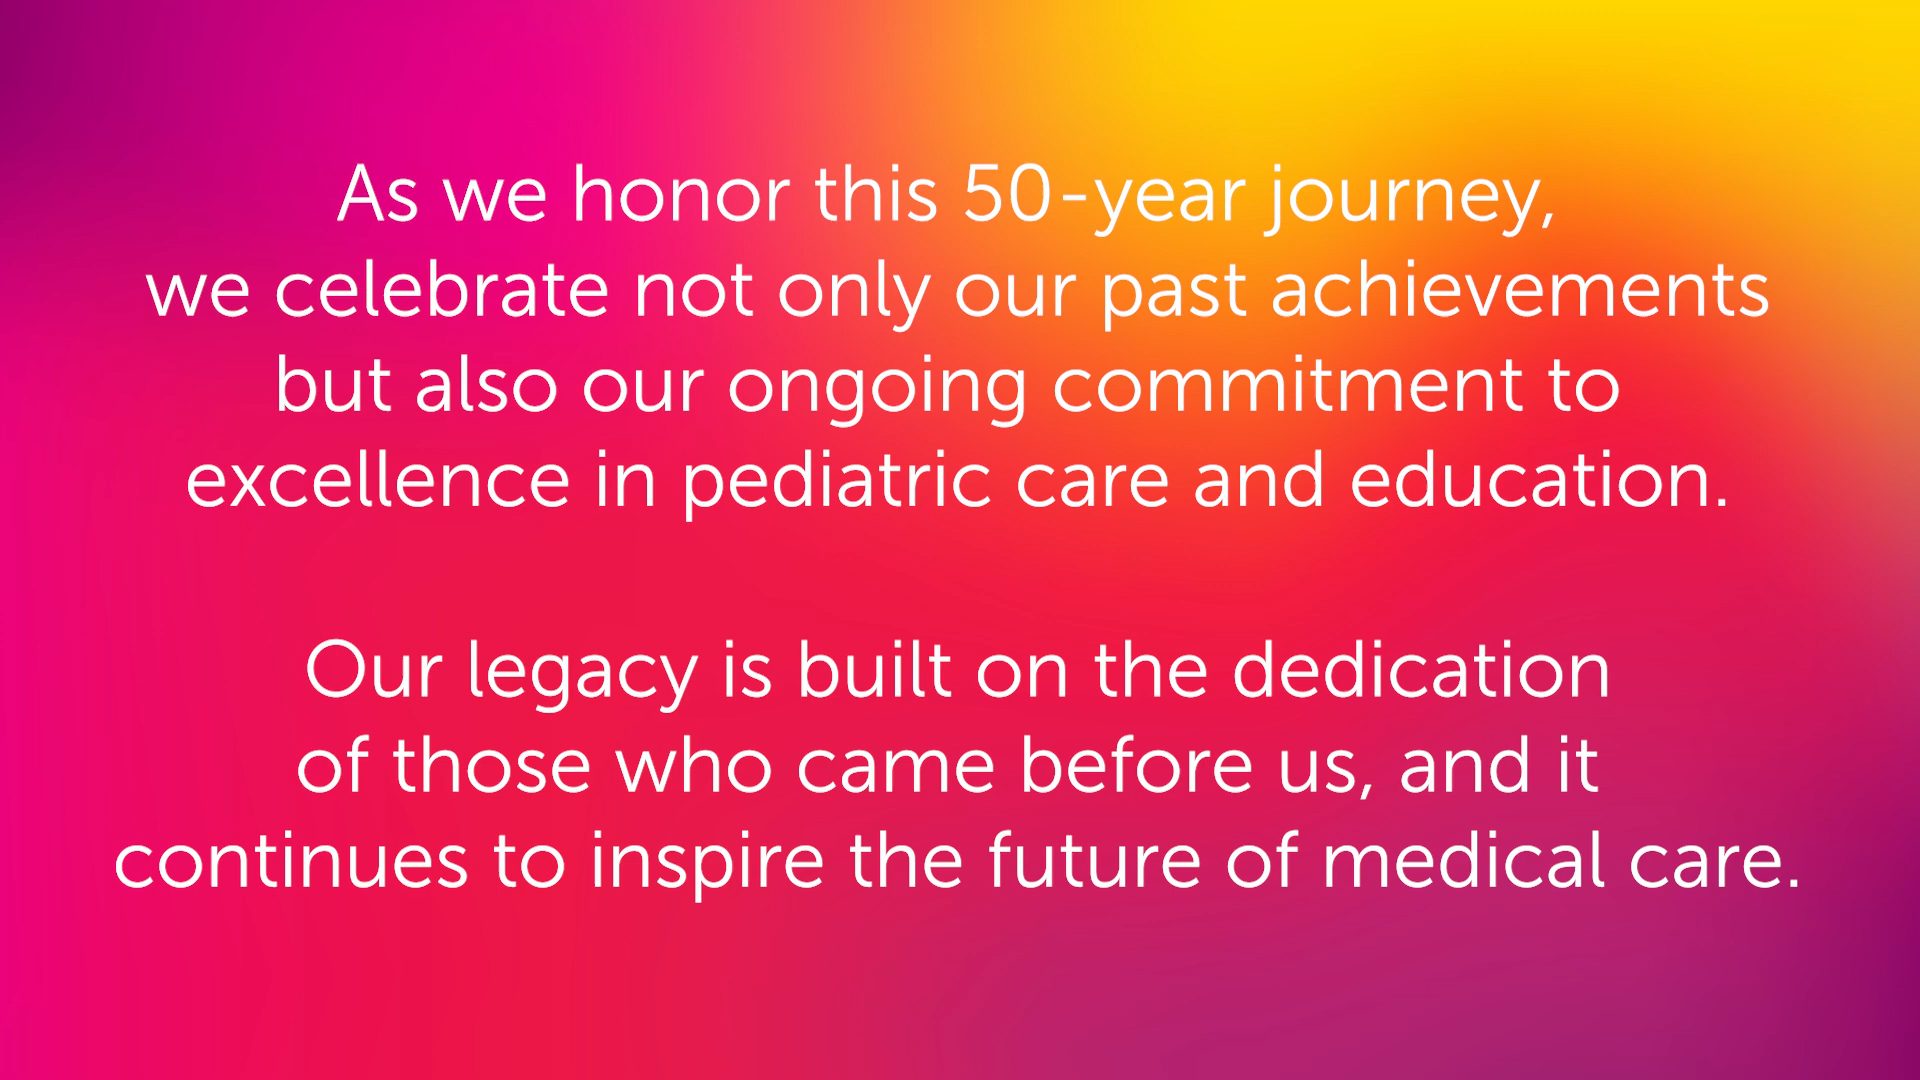 As we honor this 50-year journey,
we celebrate not only our past achievements
but also our ongoing commitment to
excellence in pediatric care and education.
Our legacy is built on the dedication
of those who came before us, and it
continues to inspire the future of medical care.